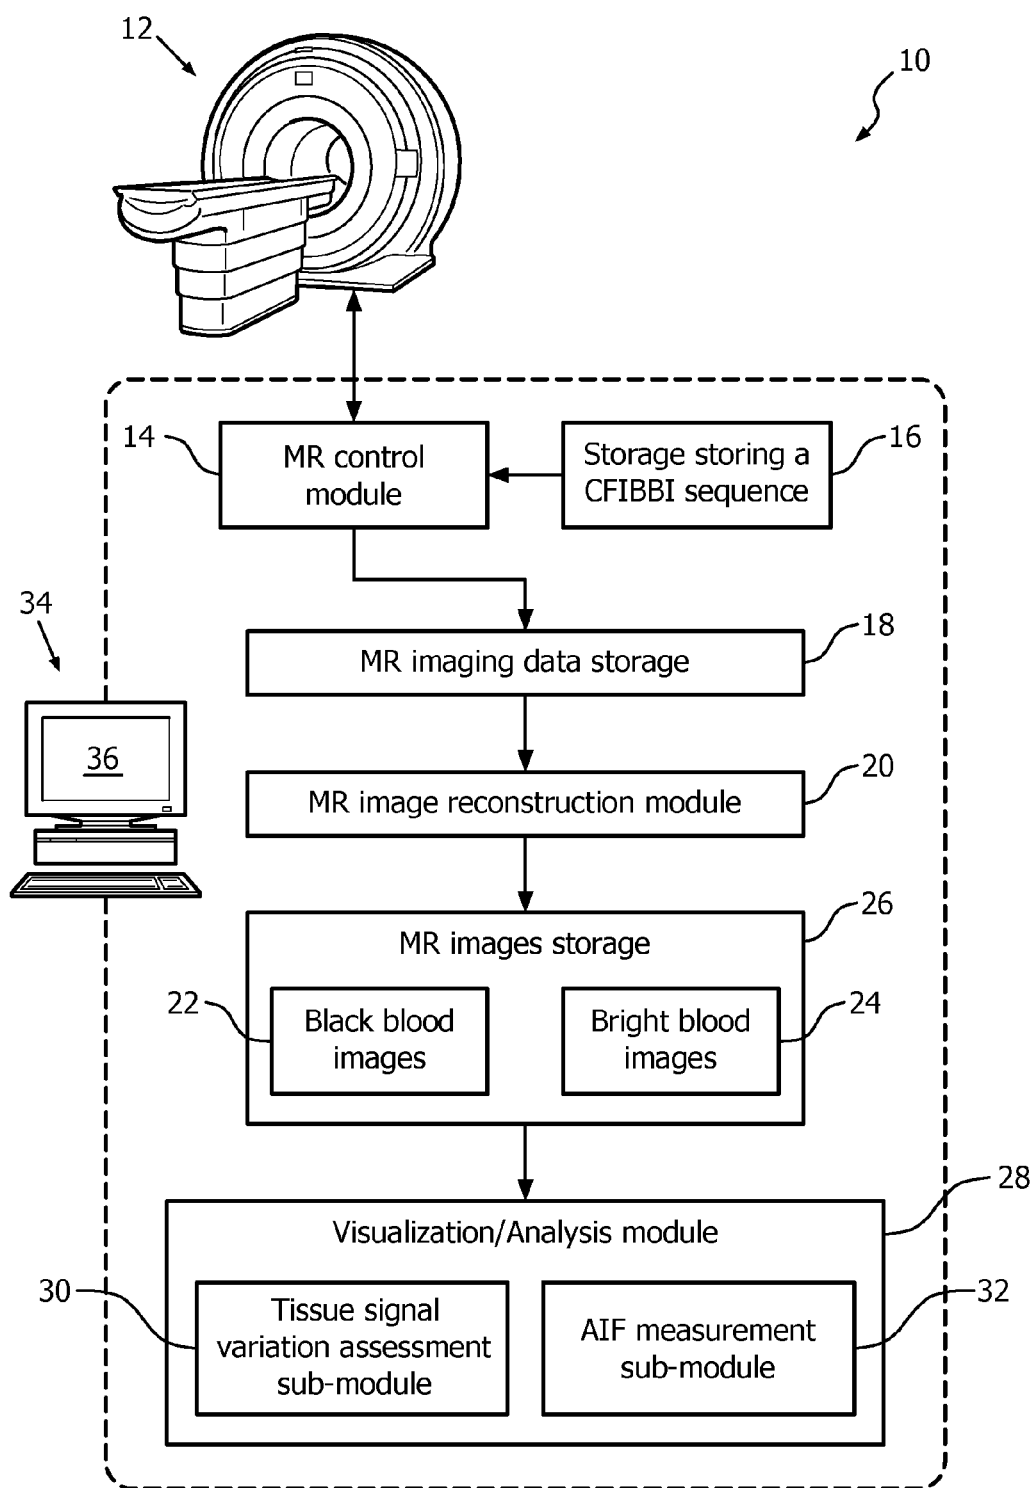 12
10
14
MR control
module
Storage storing a
CFIBBI sequence
16
34
MR imaging data storage
18
36
MR image reconstruction module
20
MR images storage
26
22
Black blood
images
Bright blood
images
24
Visualization/Analysis module
28
30
Tissue signal
variation assessment
sub-module
AIF measurement
sub-module
32